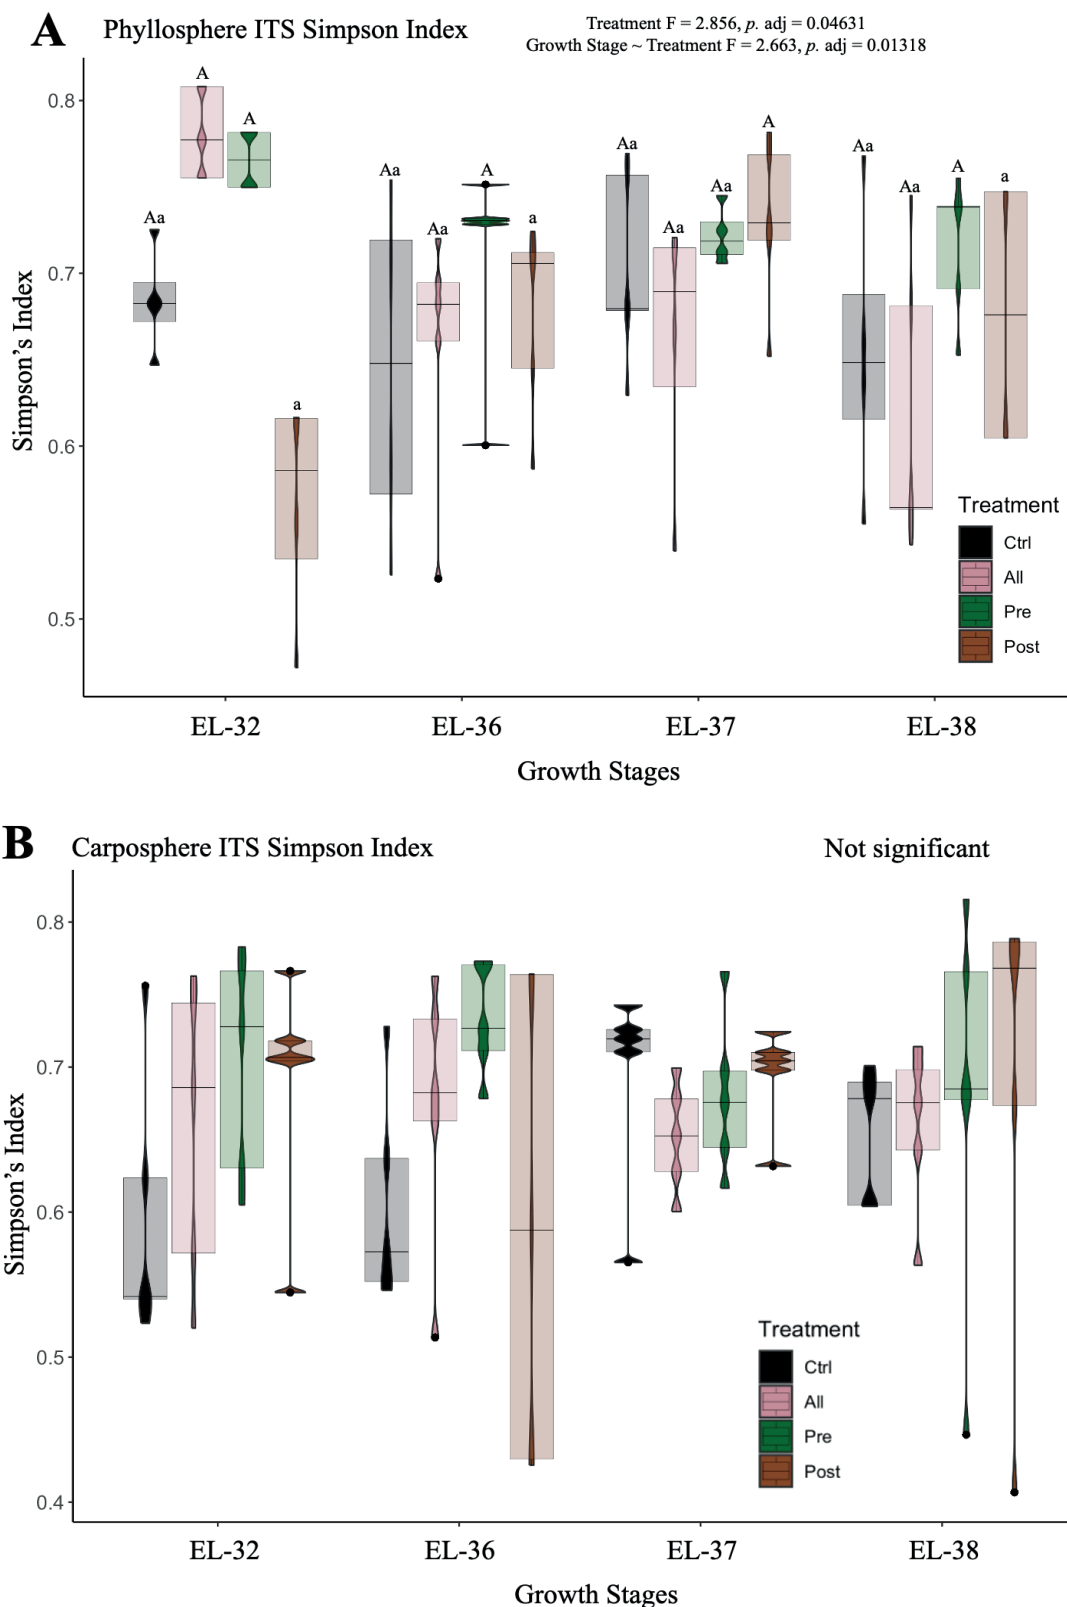 A
Phyllosphere ITS Simpson Index
Treatment F = 2.856, p. adj = 0.04631
Growth Stage ~ Treatment F = 2.663, p. adj = 0.01318
Simpson's Index
0.8
0.7
0.6
0.5
Aa
A
A
a
Aa
Aa
A
a
Aa
Aa
Aa
A
Aa
Aa
A
a
Treatment
Ctrl
All
Pre
Post
EL-32
EL-36
EL-37
EL-38
Growth Stages
B
Carposphere ITS Simpson Index
Not significant
Simpson's Index
0.8
0.7
0.6
0.5
0.4
Treatment
Ctrl
All
Pre
Post
EL-32
EL-36
EL-37
EL-38
Growth Stages